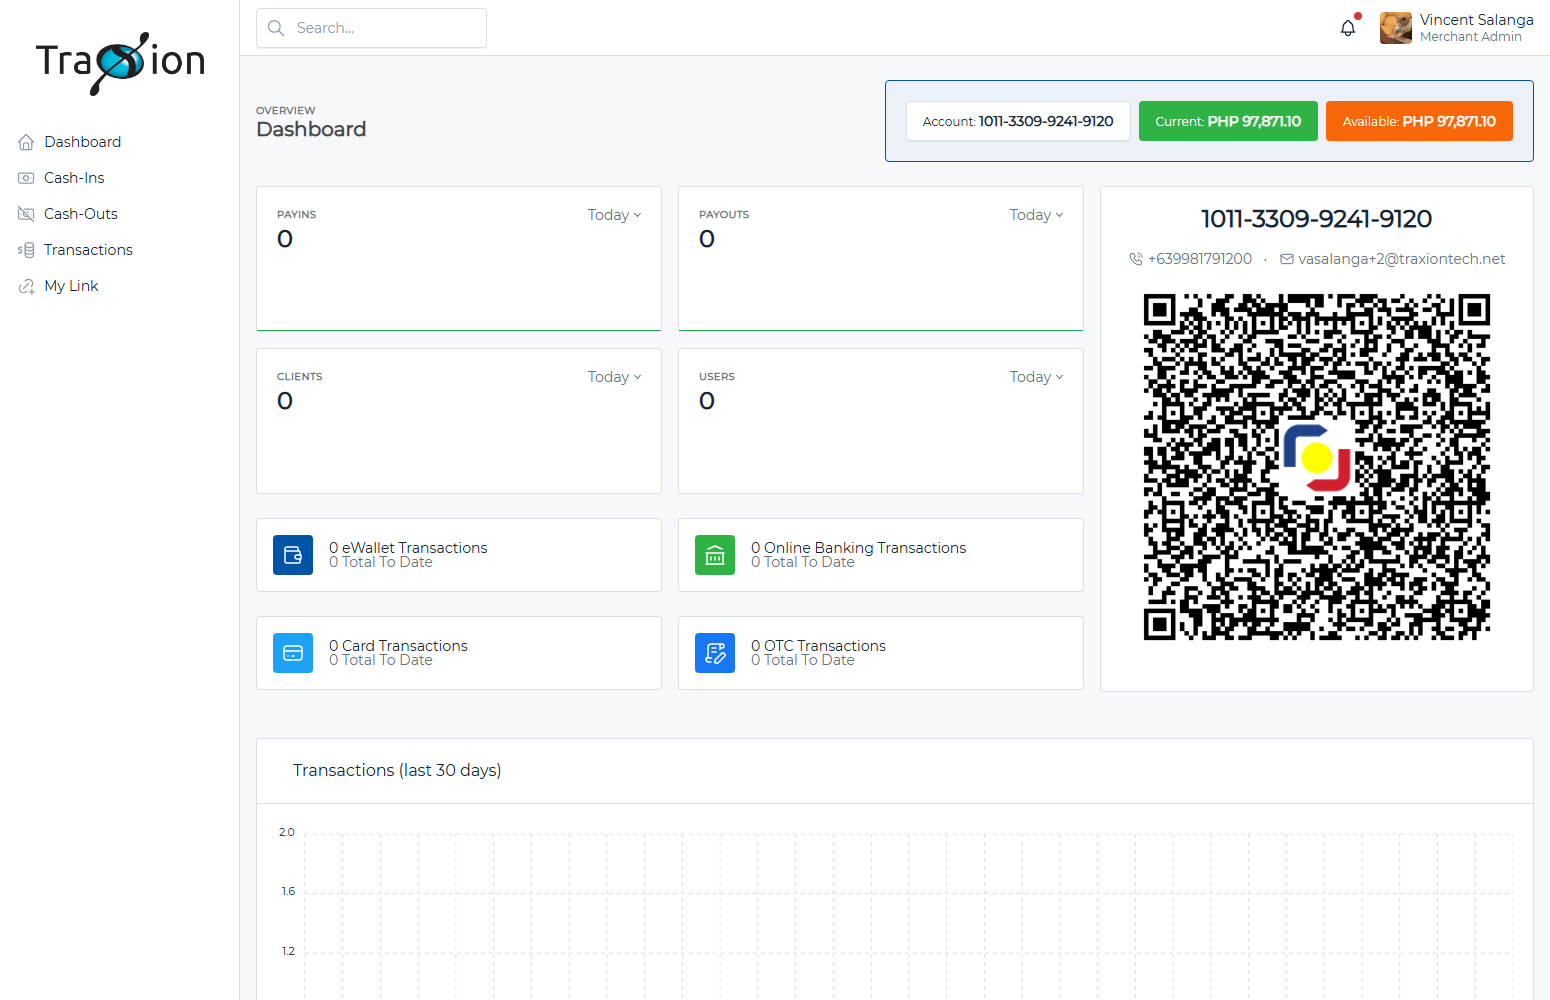 Traxion
Dashboard
Cash-Ins
Cash-Outs
Transactions
My Link
Search...
Vincent Salanga
Merchant Admin
OVERVIEW
Dashboard
Account: 1011-3309-9241-9120
Current: PHP 97,871.10
Available: PHP 97,871.10
PAYINS
Today
0
PAYOUTS
Today
0
CLIENTS
Today
0
USERS
Today
0
0 eWallet Transactions
0 Total To Date
0 Online Banking Transactions
0 Total To Date
0 Card Transactions
0 Total To Date
0 OTC Transactions
0 Total To Date
1011-3309-9241-9120
+639981791200 · vasalanga+2@traxiontech.net
Transactions (last 30 days)
2.0
1.6
1.2